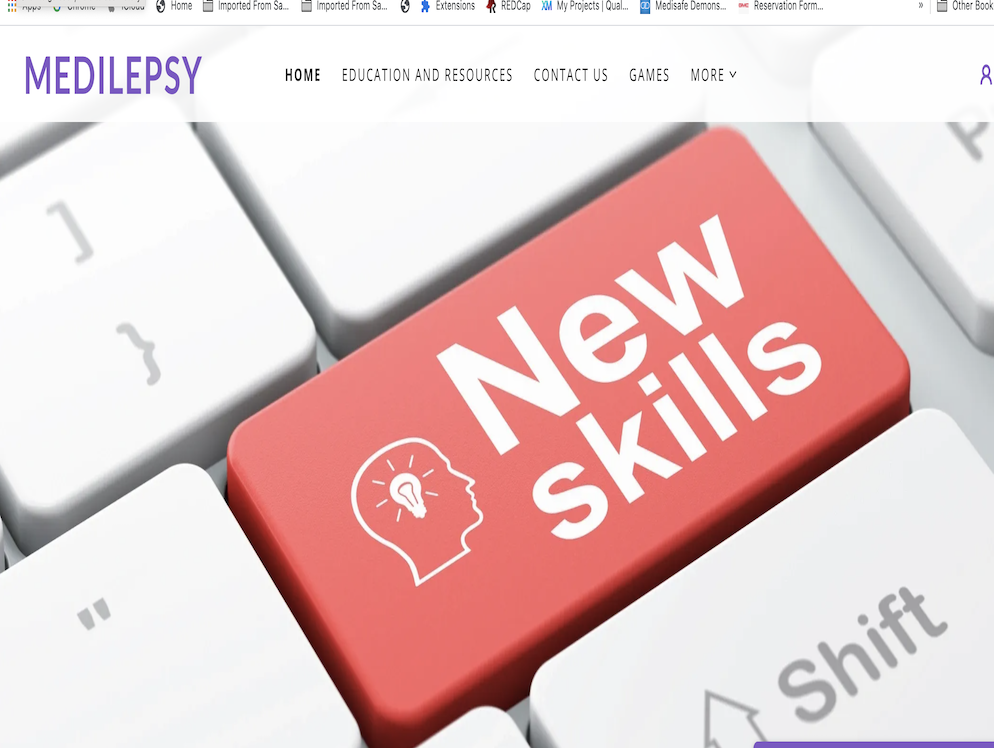 Apps Chrome iCloud Home Imported From Sa... Imported From Sa... Extensions REDCap XM My Projects | Qual... Medisafe Demons... Reservation Form... » Other Book
MEDILEPSY HOME EDUCATION AND RESOURCES CONTACT US GAMES MORE
]
}
P
New
skills
"
Shift